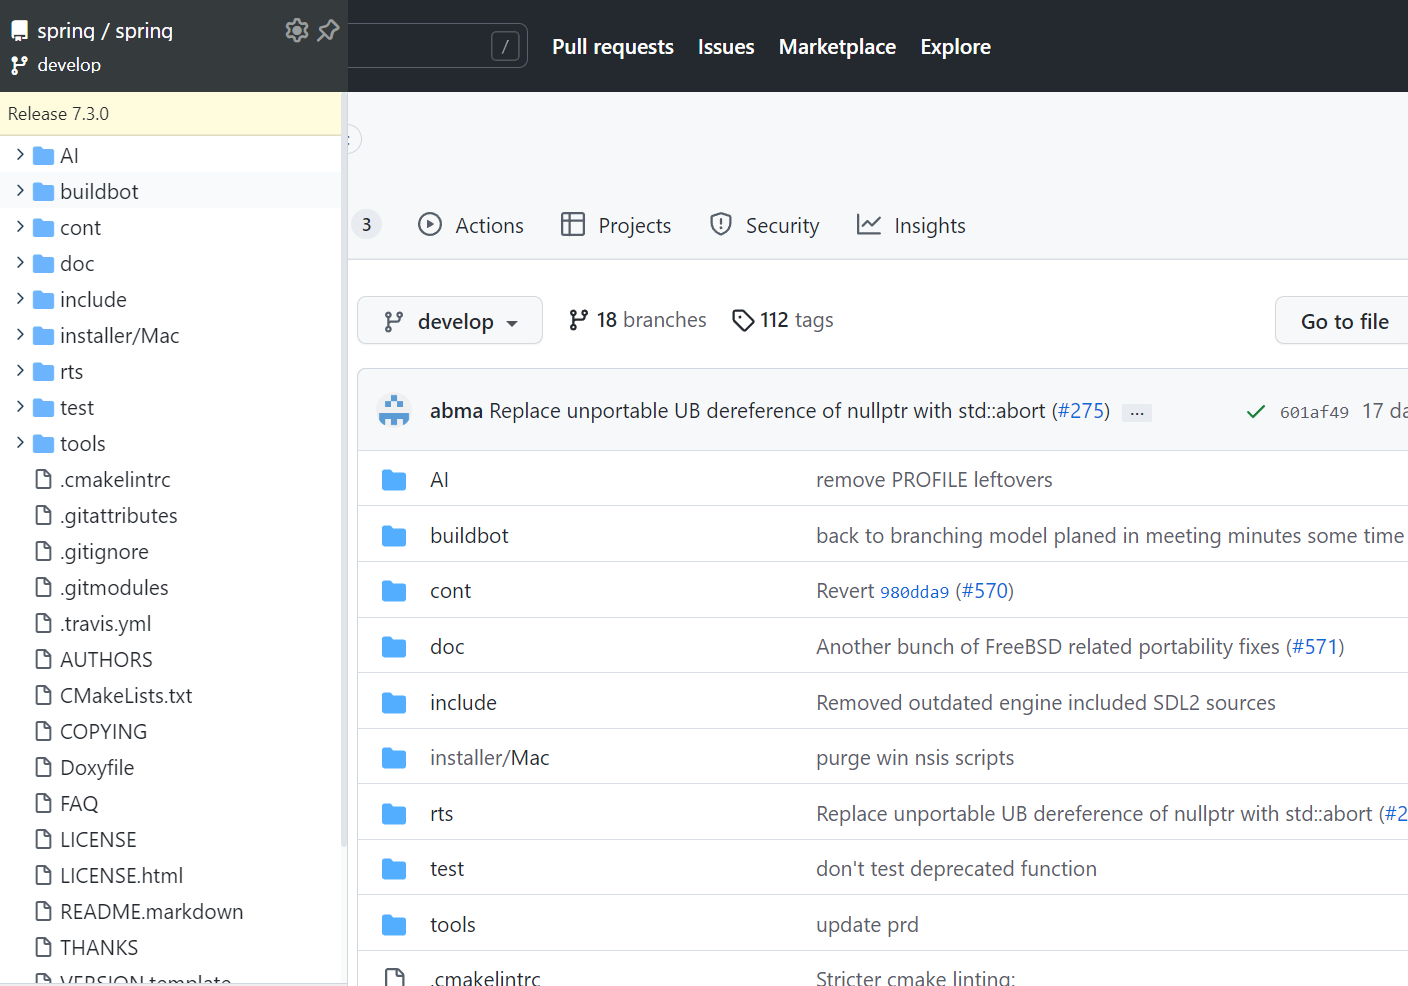 spring / spring
develop
Release 7.3.0
AI
buildbot
cont
doc
include
installer/Mac
rts
test
tools
.cmakelintrc
.gitattributes
.gitignore
.gitmodules
.travis.yml
AUTHORS
CMakeLists.txt
COPYING
Doxyfile
FAQ
LICENSE
LICENSE.html
README.markdown
THANKS
VERSION.template
/ Pull requests Issues Marketplace Explore
3 Actions Projects Security Insights
develop 18 branches 112 tags Go to file
abma Replace unportable UB dereference of nullptr with std::abort (#275) ... 601af49 17 da
AI remove PROFILE leftovers
buildbot back to branching model planed in meeting minutes some time
cont Revert 980dda9 (#570)
doc Another bunch of FreeBSD related portability fixes (#571)
include Removed outdated engine included SDL2 sources
installer/Mac purge win nsis scripts
rts Replace unportable UB dereference of nullptr with std::abort (#2
test don't test deprecated function
tools update prd
.cmakelintrc Stricter cmake linting: